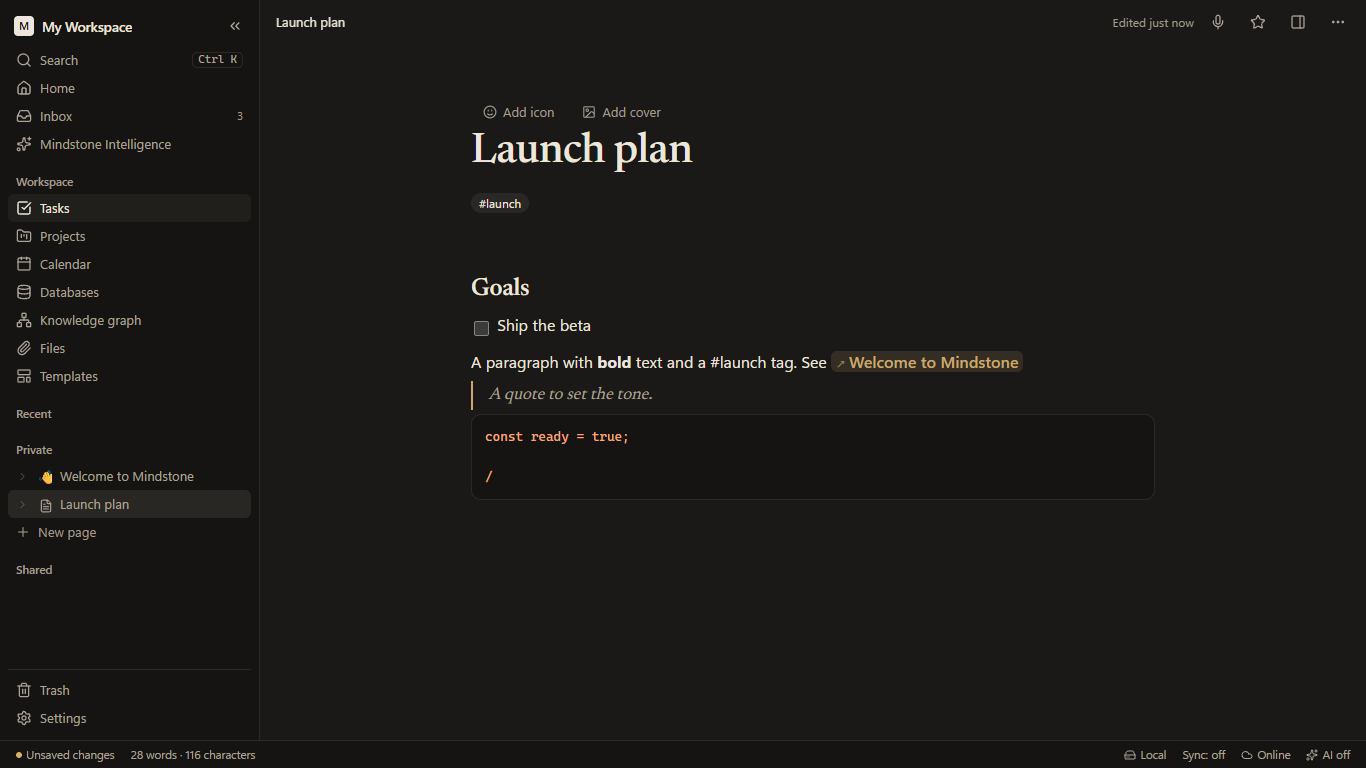 M My Workspace
Search Ctrl K
Home
Inbox 3
Mindstone Intelligence
Workspace
Tasks
Projects
Calendar
Databases
Knowledge graph
Files
Templates
Recent
Private
Welcome to Mindstone
Launch plan
New page
Shared
Trash
Settings
Launch plan
Edited just now
Add icon Add cover
Launch plan
#launch
Goals
Ship the beta
A paragraph with bold text and a #launch tag. See Welcome to Mindstone
A quote to set the tone.
const ready = true;
/
Unsaved changes 28 words · 116 characters
Local Sync: off Online AI off